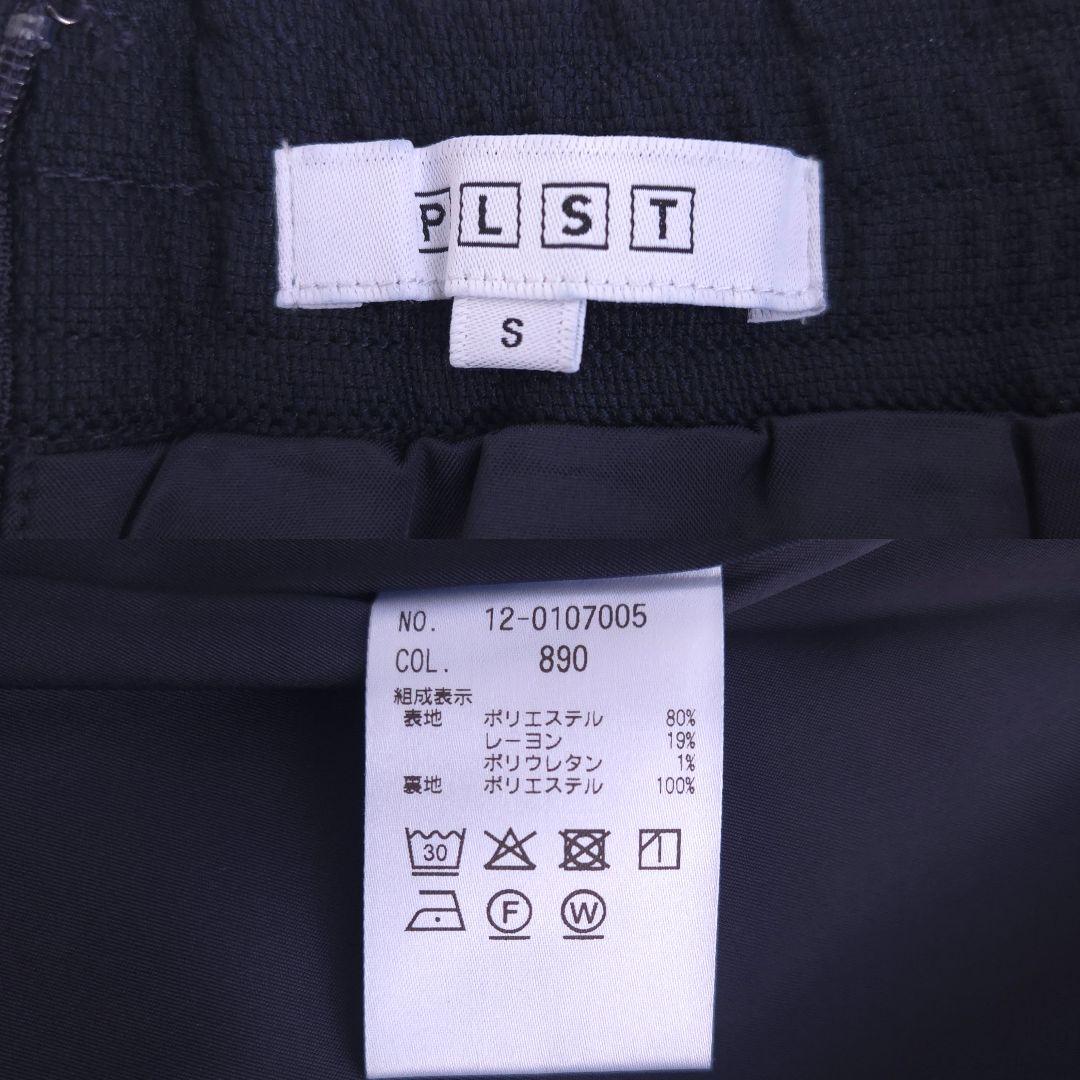 PLST
S
NO. 12-0107005
COL. 890
組成表示
表地 ポリエステル 80%
レーヨン 19%
ポリウレタン 1%
裏地 ポリエステル 100%
30
F W